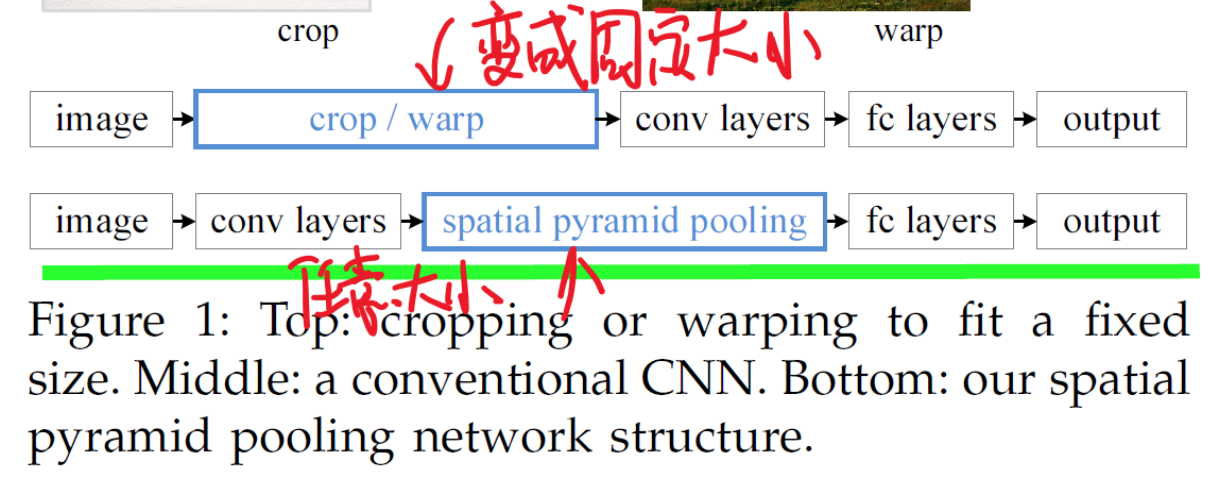 crop
warp
变成固定大小
image
crop / warp
conv layers
fc layers
output
image
conv layers
spatial pyramid pooling
fc layers
output
任意大小
Figure 1: Top: cropping or warping to fit a fixed
size. Middle: a conventional CNN. Bottom: our spatial
pyramid pooling network structure.